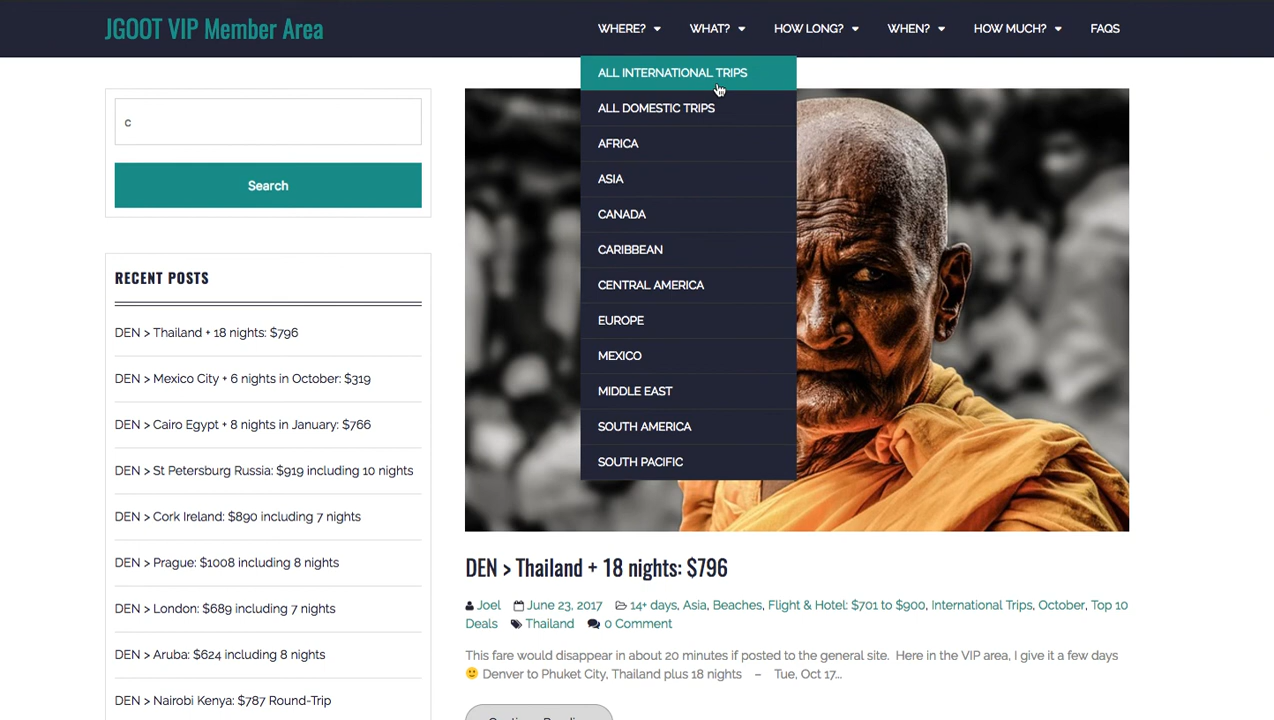 JGOOT VIP Member Area
WHERE? WHAT? HOW LONG? WHEN? HOW MUCH? FAQS
ALL INTERNATIONAL TRIPS
ALL DOMESTIC TRIPS
AFRICA
ASIA
CANADA
CARIBBEAN
CENTRAL AMERICA
EUROPE
MEXICO
MIDDLE EAST
SOUTH AMERICA
SOUTH PACIFIC
c
Search
RECENT POSTS
DEN > Thailand + 18 nights: $796
DEN > Mexico City + 6 nights in October: $319
DEN > Cairo Egypt + 8 nights in January: $766
DEN > St Petersburg Russia: $919 including 10 nights
DEN > Cork Ireland: $890 including 7 nights
DEN > Prague: $1008 including 8 nights
DEN > London: $689 including 7 nights
DEN > Aruba: $624 including 8 nights
DEN > Nairobi Kenya: $787 Round-Trip
DEN > Thailand + 18 nights: $796
Joel June 23, 2017 14+ days, Asia, Beaches, Flight & Hotel: $701 to $900, International Trips, October, Top 10
Deals Thailand 0 Comment
This fare would disappear in about 20 minutes if posted to the general site. Here in the VIP area, I give it a few days
🙂 Denver to Phuket City, Thailand plus 18 nights – Tue, Oct 17...